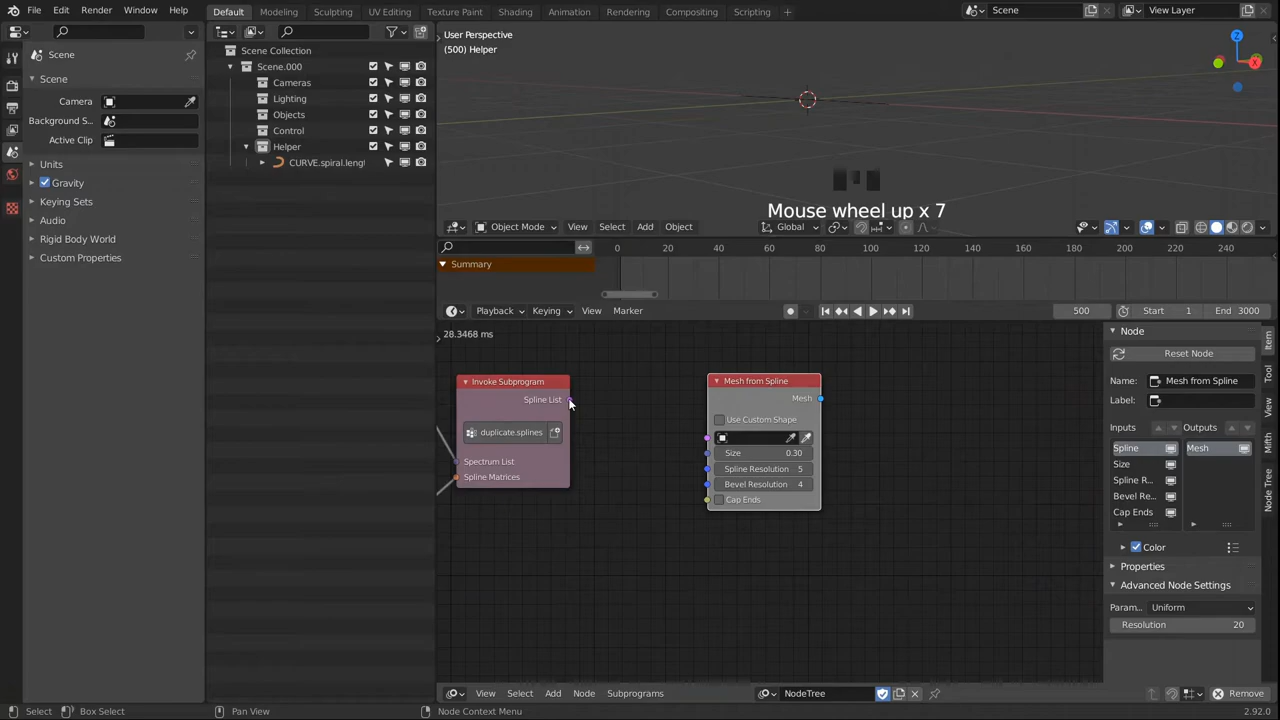 File Edit Render Window Help
Default Modeling Sculpting UV Editing Texture Paint Shading Animation Rendering Compositing Scripting
Scene View Layer
Scene
Scene
Camera
Background S...
Active Clip
Units
Gravity
Keying Sets
Audio
Rigid Body World
Custom Properties
Scene Collection
Scene.000
Cameras
Lighting
Objects
Control
Helper
CURVE.spiral.lengt
User Perspective
(500) Helper
Z
X
Mouse wheel up x 7
Object Mode View Select Add Object Global
0 20 40 60 80 100 120 140 160 180 200 220 240
Summary
Playback Keying View Marker 500 Start 1 End 3000
28.3468 ms
Invoke Subprogram
Spline List
duplicate.splines
Spectrum List
Spline Matrices
Mesh from Spline
Mesh
Use Custom Shape
Size 0.30
Spline Resolution 5
Bevel Resolution 4
Cap Ends
Node
Reset Node
Name: Mesh from Spline
Label:
Inputs Outputs
Spline Mesh
Size
Spline R...
Bevel Re...
Cap Ends
Color
Properties
Advanced Node Settings
Param... Uniform
Resolution 20
Item
Tool
View
Mifth
Node Tree
View Select Add Node Subprograms NodeTree Remove
Select Box Select Pan View Node Context Menu 2.92.0